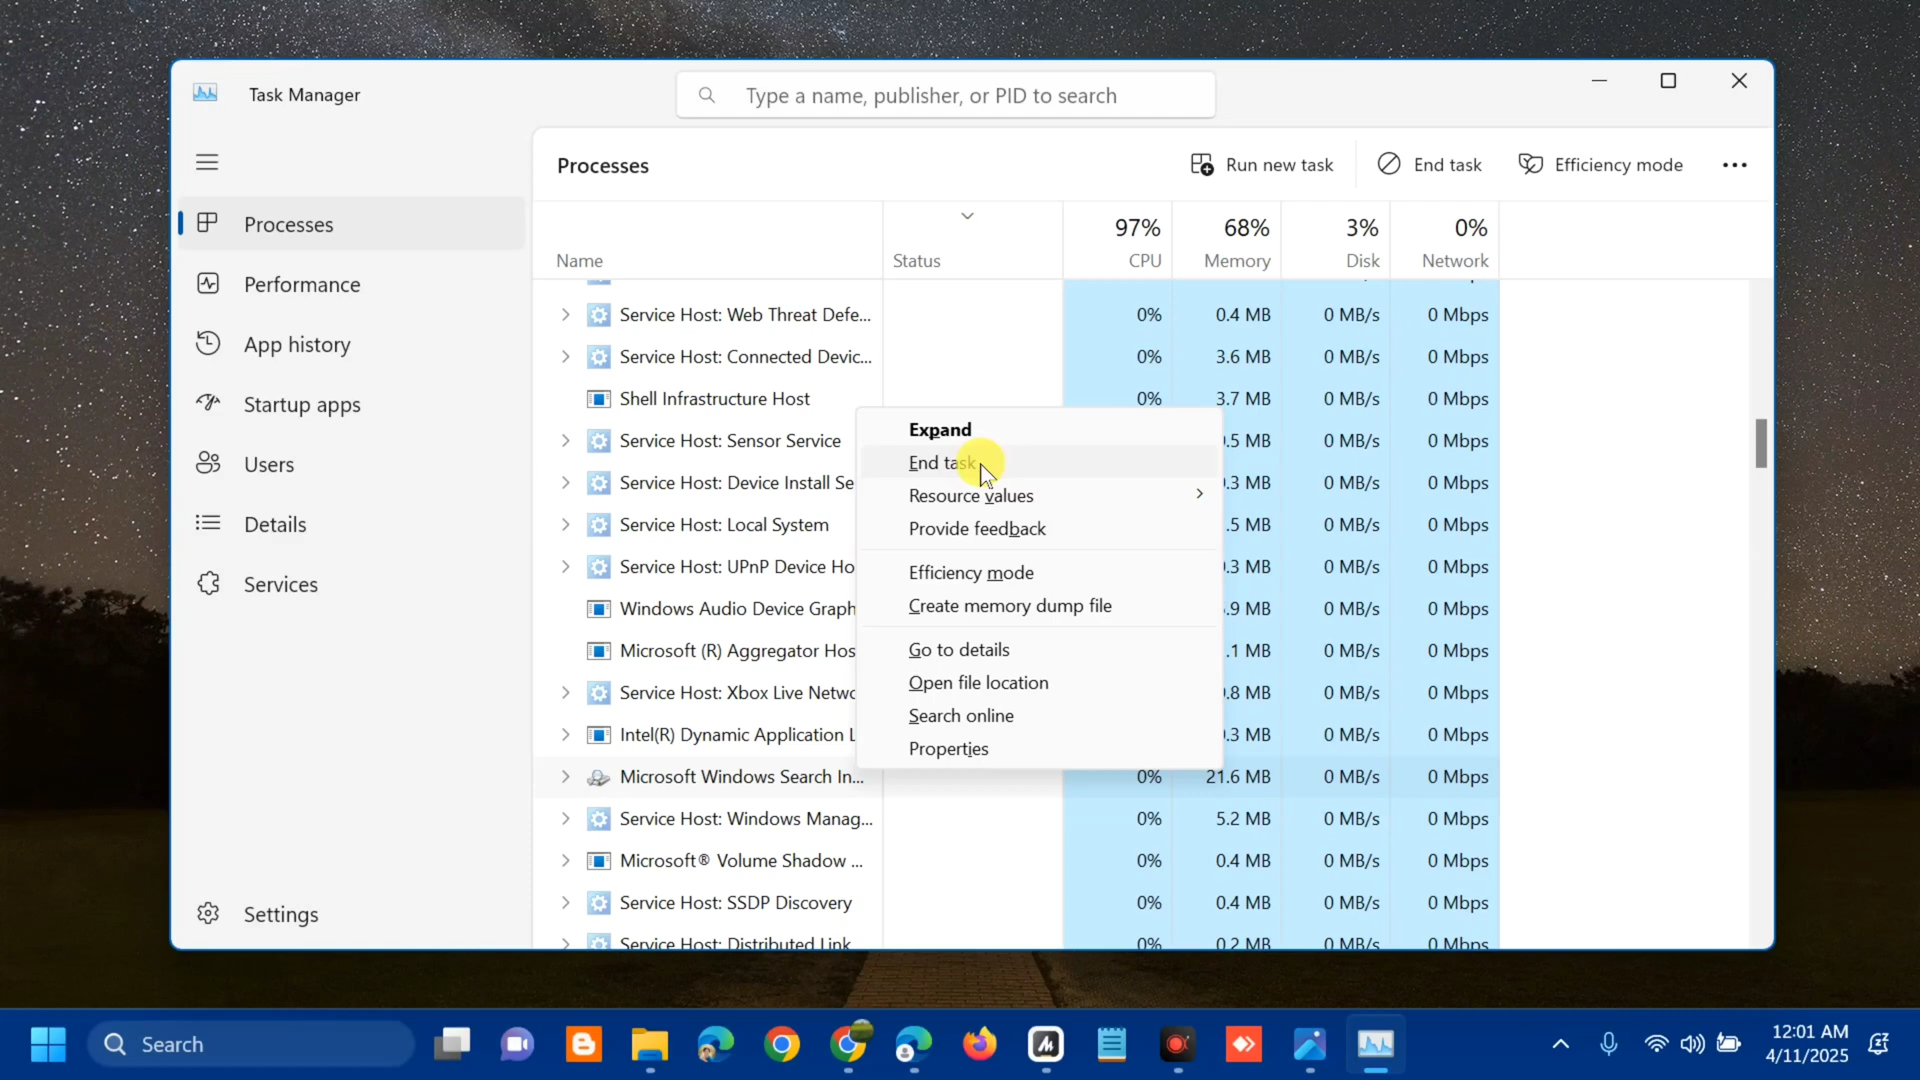 Task Manager
Type a name, publisher, or PID to search
Processes
Performance
App history
Startup apps
Users
Details
Services
Settings
Processes
Run new task
End task
Efficiency mode
Name
Status
97% 68% 3% 0%
CPU Memory Disk Network
Service Host: Web Threat Defe... 0% 0.4 MB 0 MB/s 0 Mbps
Service Host: Connected Devic... 0% 3.6 MB 0 MB/s 0 Mbps
Shell Infrastructure Host 0% 3.7 MB 0 MB/s 0 Mbps
Service Host: Sensor Service .5 MB 0 MB/s 0 Mbps
Service Host: Device Install Se .3 MB 0 MB/s 0 Mbps
Service Host: Local System .5 MB 0 MB/s 0 Mbps
Service Host: UPnP Device Ho .3 MB 0 MB/s 0 Mbps
Windows Audio Device Graph .9 MB 0 MB/s 0 Mbps
Microsoft (R) Aggregator Hos .1 MB 0 MB/s 0 Mbps
Service Host: Xbox Live Netwo .8 MB 0 MB/s 0 Mbps
Intel(R) Dynamic Application L .3 MB 0 MB/s 0 Mbps
Microsoft Windows Search In... 0% 21.6 MB 0 MB/s 0 Mbps
Service Host: Windows Manag... 0% 5.2 MB 0 MB/s 0 Mbps
Microsoft® Volume Shadow ... 0% 0.4 MB 0 MB/s 0 Mbps
Service Host: SSDP Discovery 0% 0.4 MB 0 MB/s 0 Mbps
Service Host: Distributed Link 0% 0.2 MB 0 MB/s 0 Mbps
Expand
End task
Resource values
Provide feedback
Efficiency mode
Create memory dump file
Go to details
Open file location
Search online
Properties
Search
12:01 AM
4/11/2025